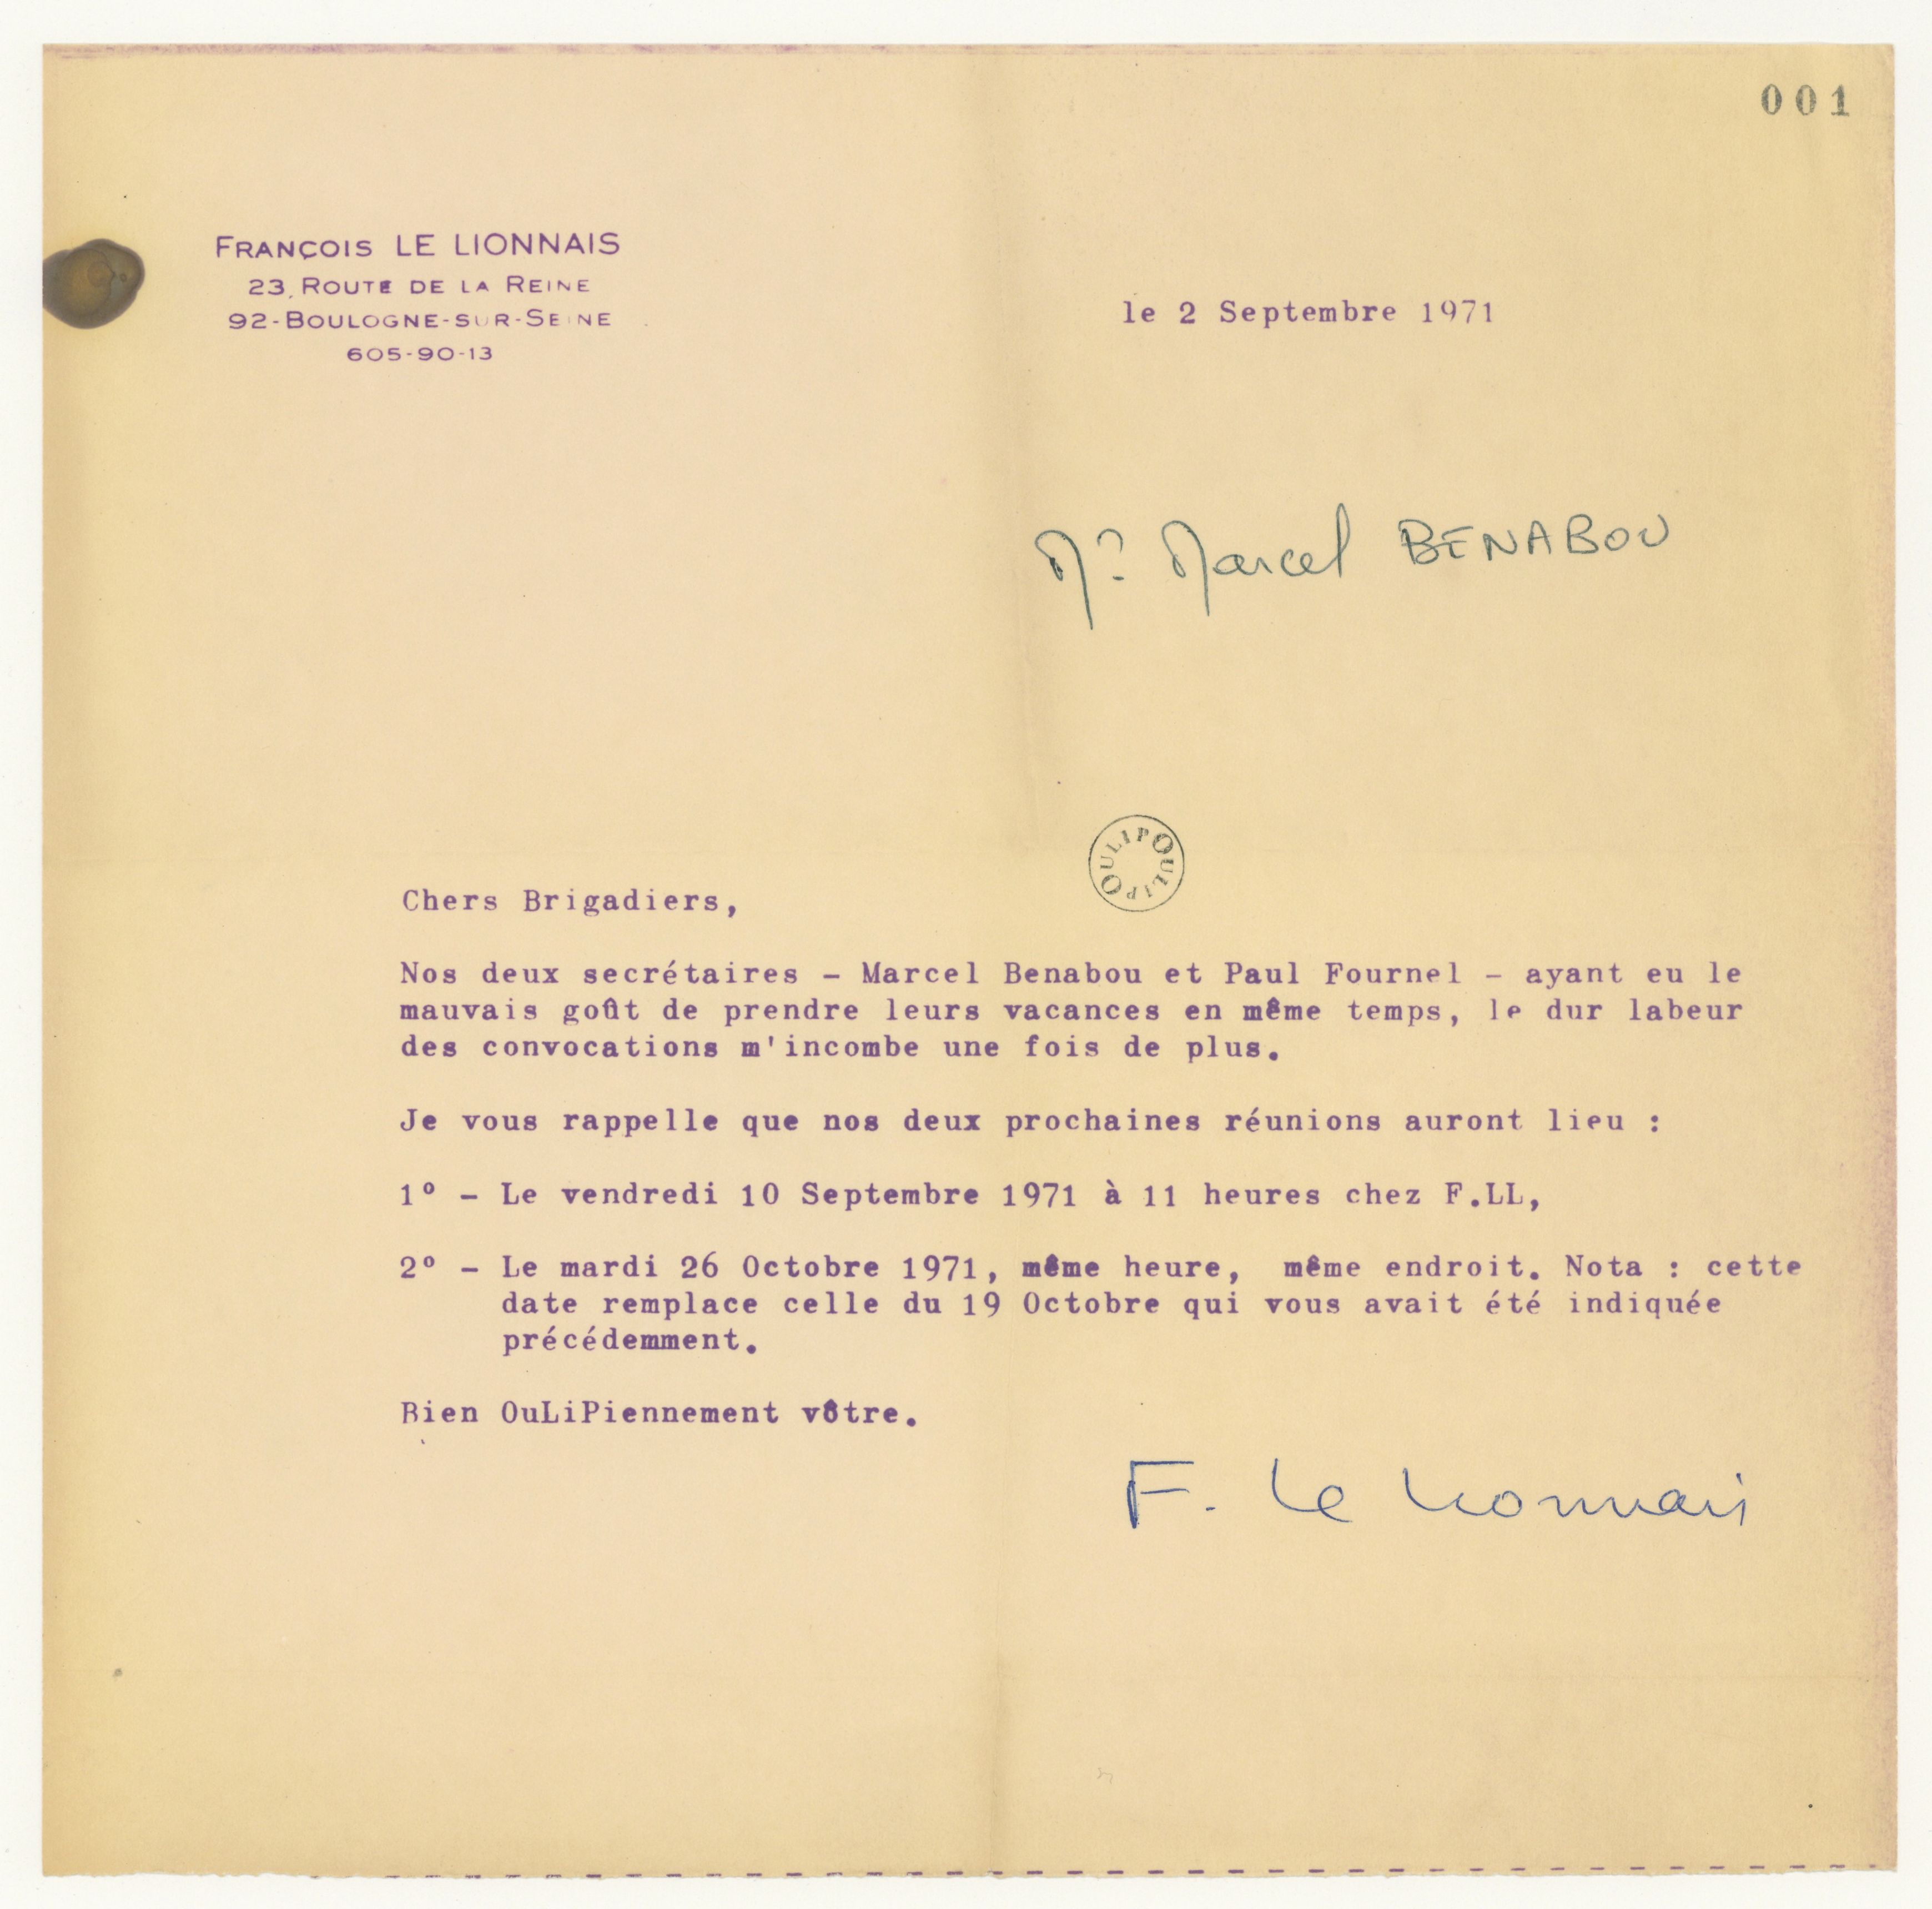 001
FRANÇOIS LE LIONNAIS
23, ROUTE DE LA REINE
92-BOULOGNE-SUR-SEINE
605-90-13
le 2 Septembre 1971
Mr Marcel BENABOU
OULIPOULIPO
Chers Brigadiers,
Nos deux secrétaires - Marcel Benabou et Paul Fournel - ayant eu le
mauvais goût de prendre leurs vacances en même temps, le dur labeur
des convocations m'incombe une fois de plus.
Je vous rappelle que nos deux prochaines réunions auront lieu :
1º - Le vendredi 10 Septembre 1971 à 11 heures chez F.LL,
2º - Le mardi 26 Octobre 1971, même heure, même endroit. Nota : cette
date remplace celle du 19 Octobre qui vous avait été indiquée
précédemment.
Bien OuLiPiennement vôtre.
F. Le Lionnais